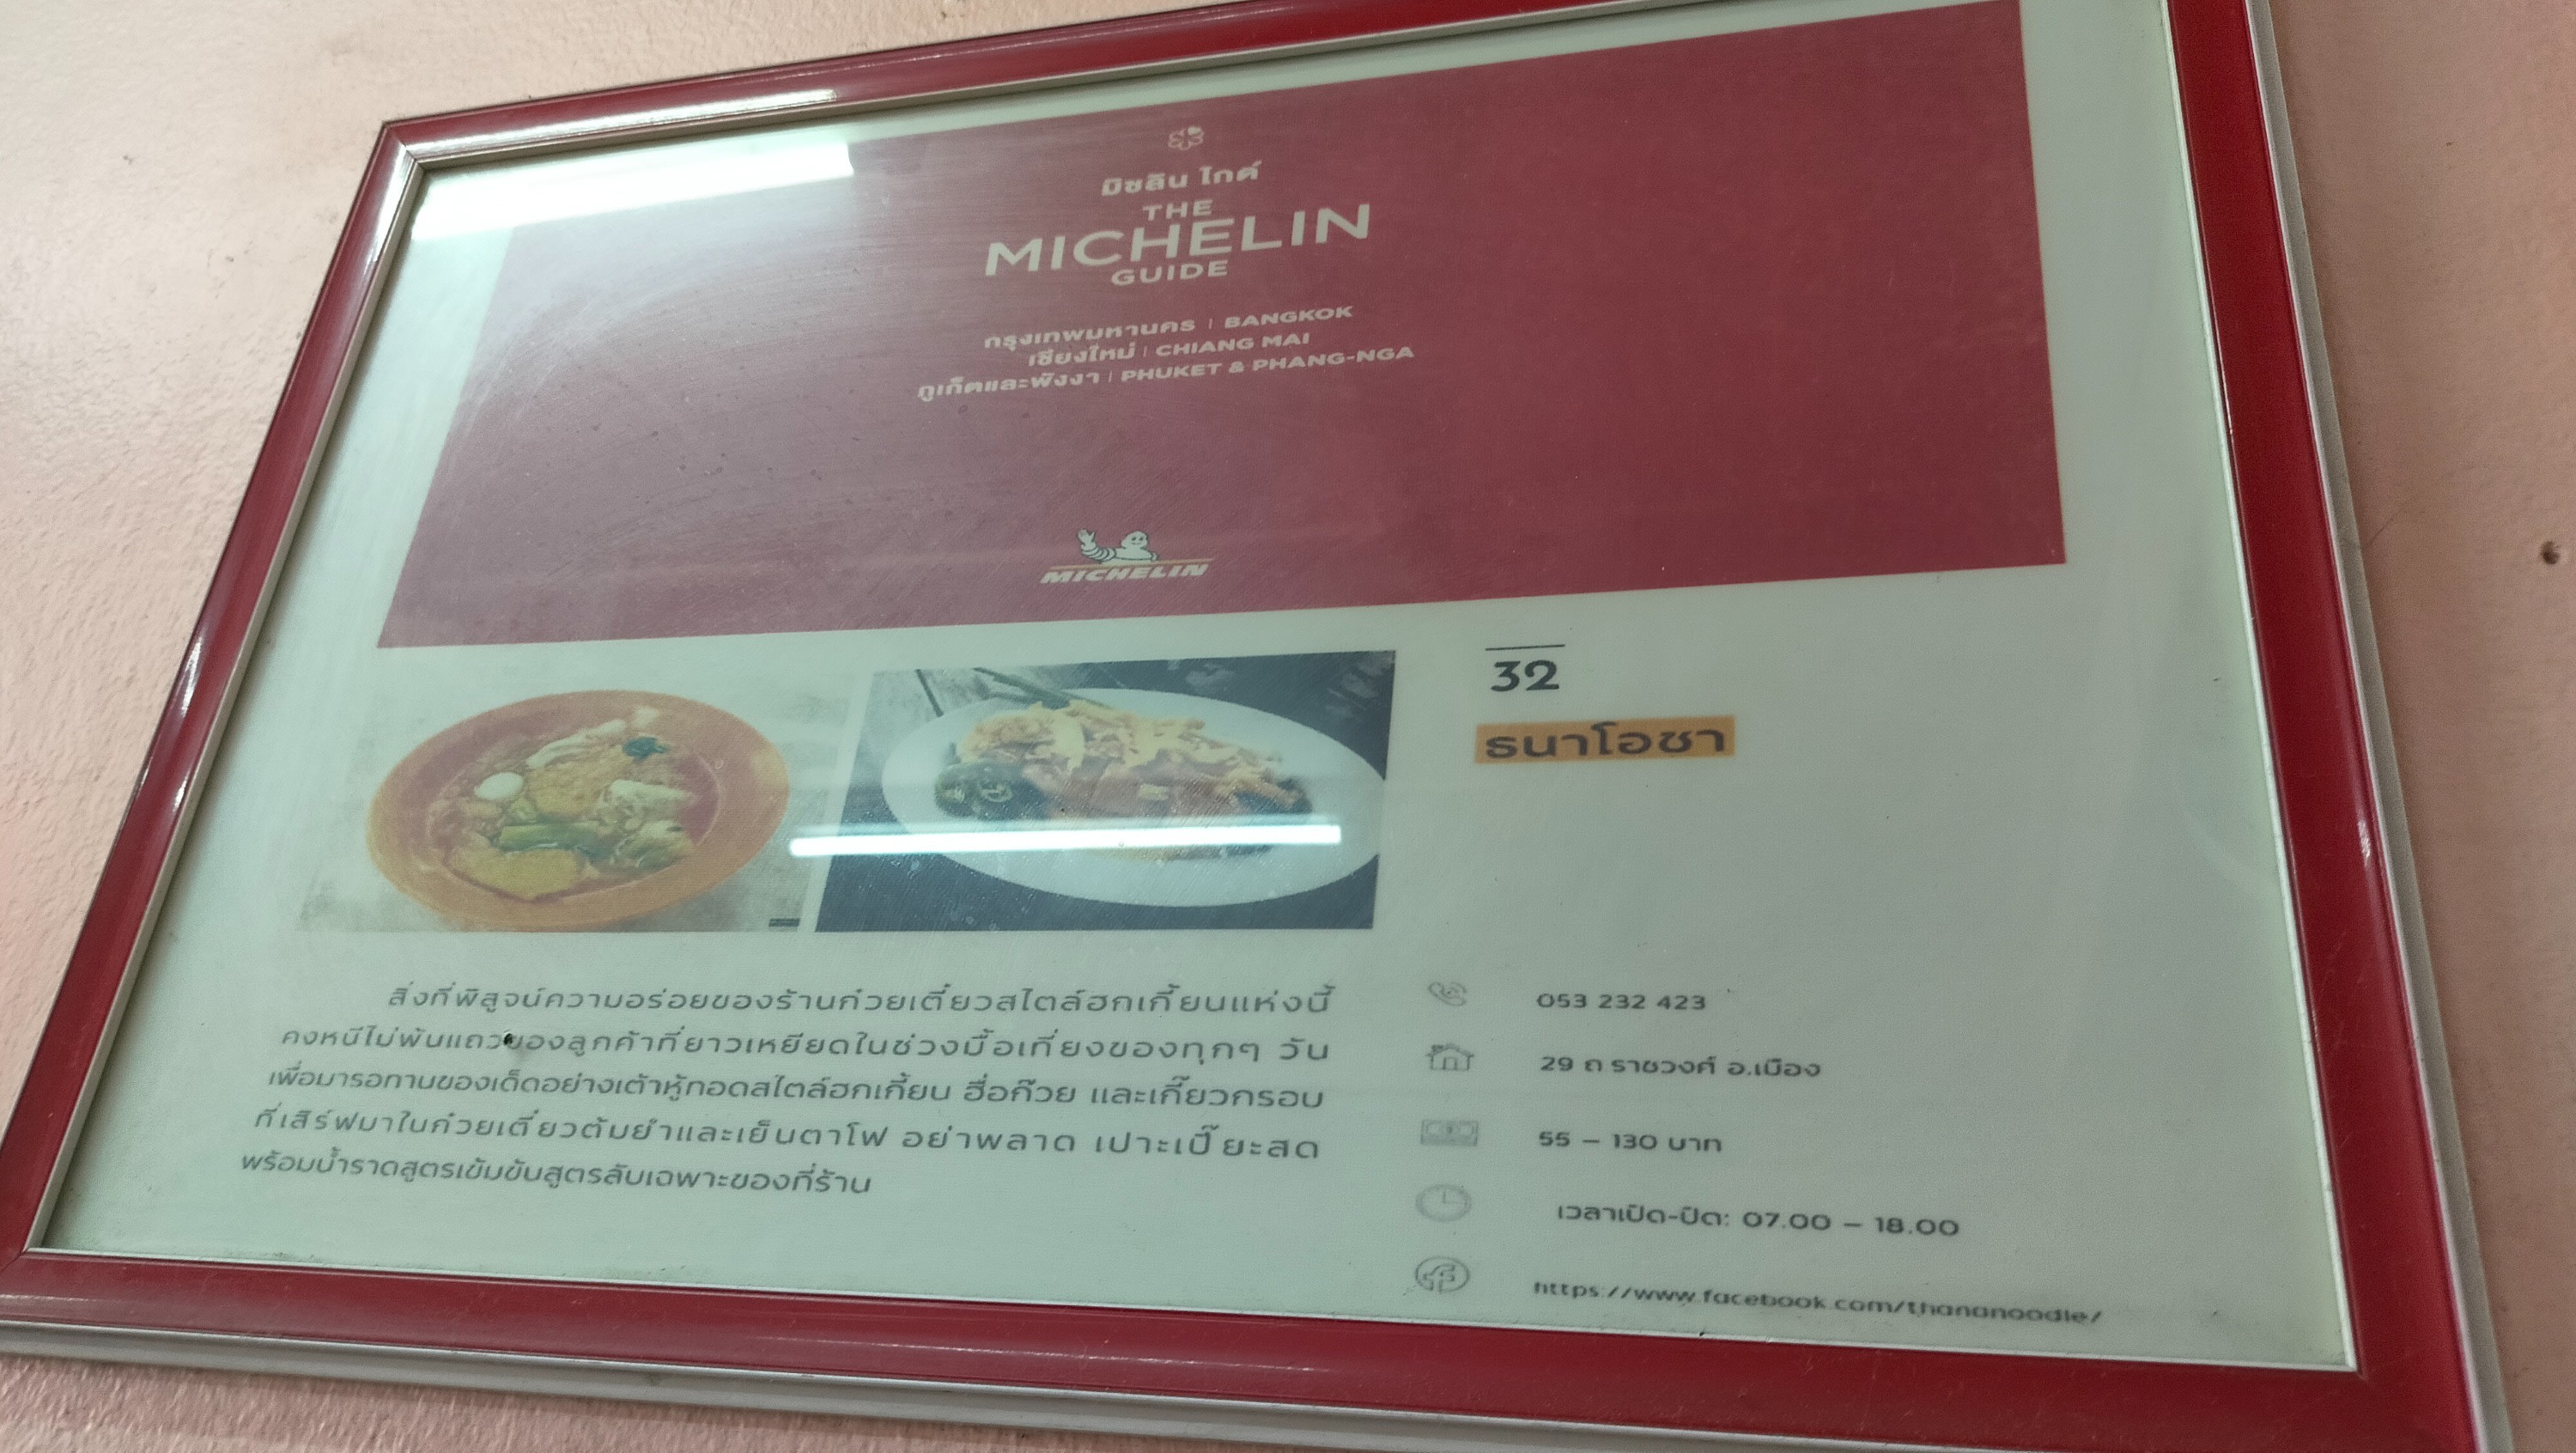 มิชลิน ไกด์
THE
MICHELIN
GUIDE
กรุงเทพมหานคร | BANGKOK
เชียงใหม่ | CHIANG MAI
ภูเก็ตและพังงา | PHUKET & PHANG-NGA
MICHELIN
32
ธนาโอชา
สิ่งที่พิสูจน์ความอร่อยของร้านก๋วยเตี๋ยวสไตล์ฮกเกี้ยนแห่งนี้
คงหนีไม่พ้นแถวของลูกค้าที่ยาวเหยียดในช่วงมื้อเที่ยงของทุกๆ วัน
เพื่อมารอทานของเด็ดอย่างเต้าหู้ทอดสไตล์ฮกเกี้ยน ฮื่อก๊วย และเกี๊ยวกรอบ
ที่เสิร์ฟมาในก๋วยเตี๋ยวต้มยำและเย็นตาโฟ อย่าพลาด เปาะเปี๊ยะสด
พร้อมน้ำราดสูตรเข้มข้นสูตรลับเฉพาะของที่ร้าน
053 232 423
29 ถ ราชวงศ์ อ.เมือง
55 – 130 บาท
เวลาเปิด-ปิด: 07.00 – 18.00
https://www.facebook.com/thananoodle/